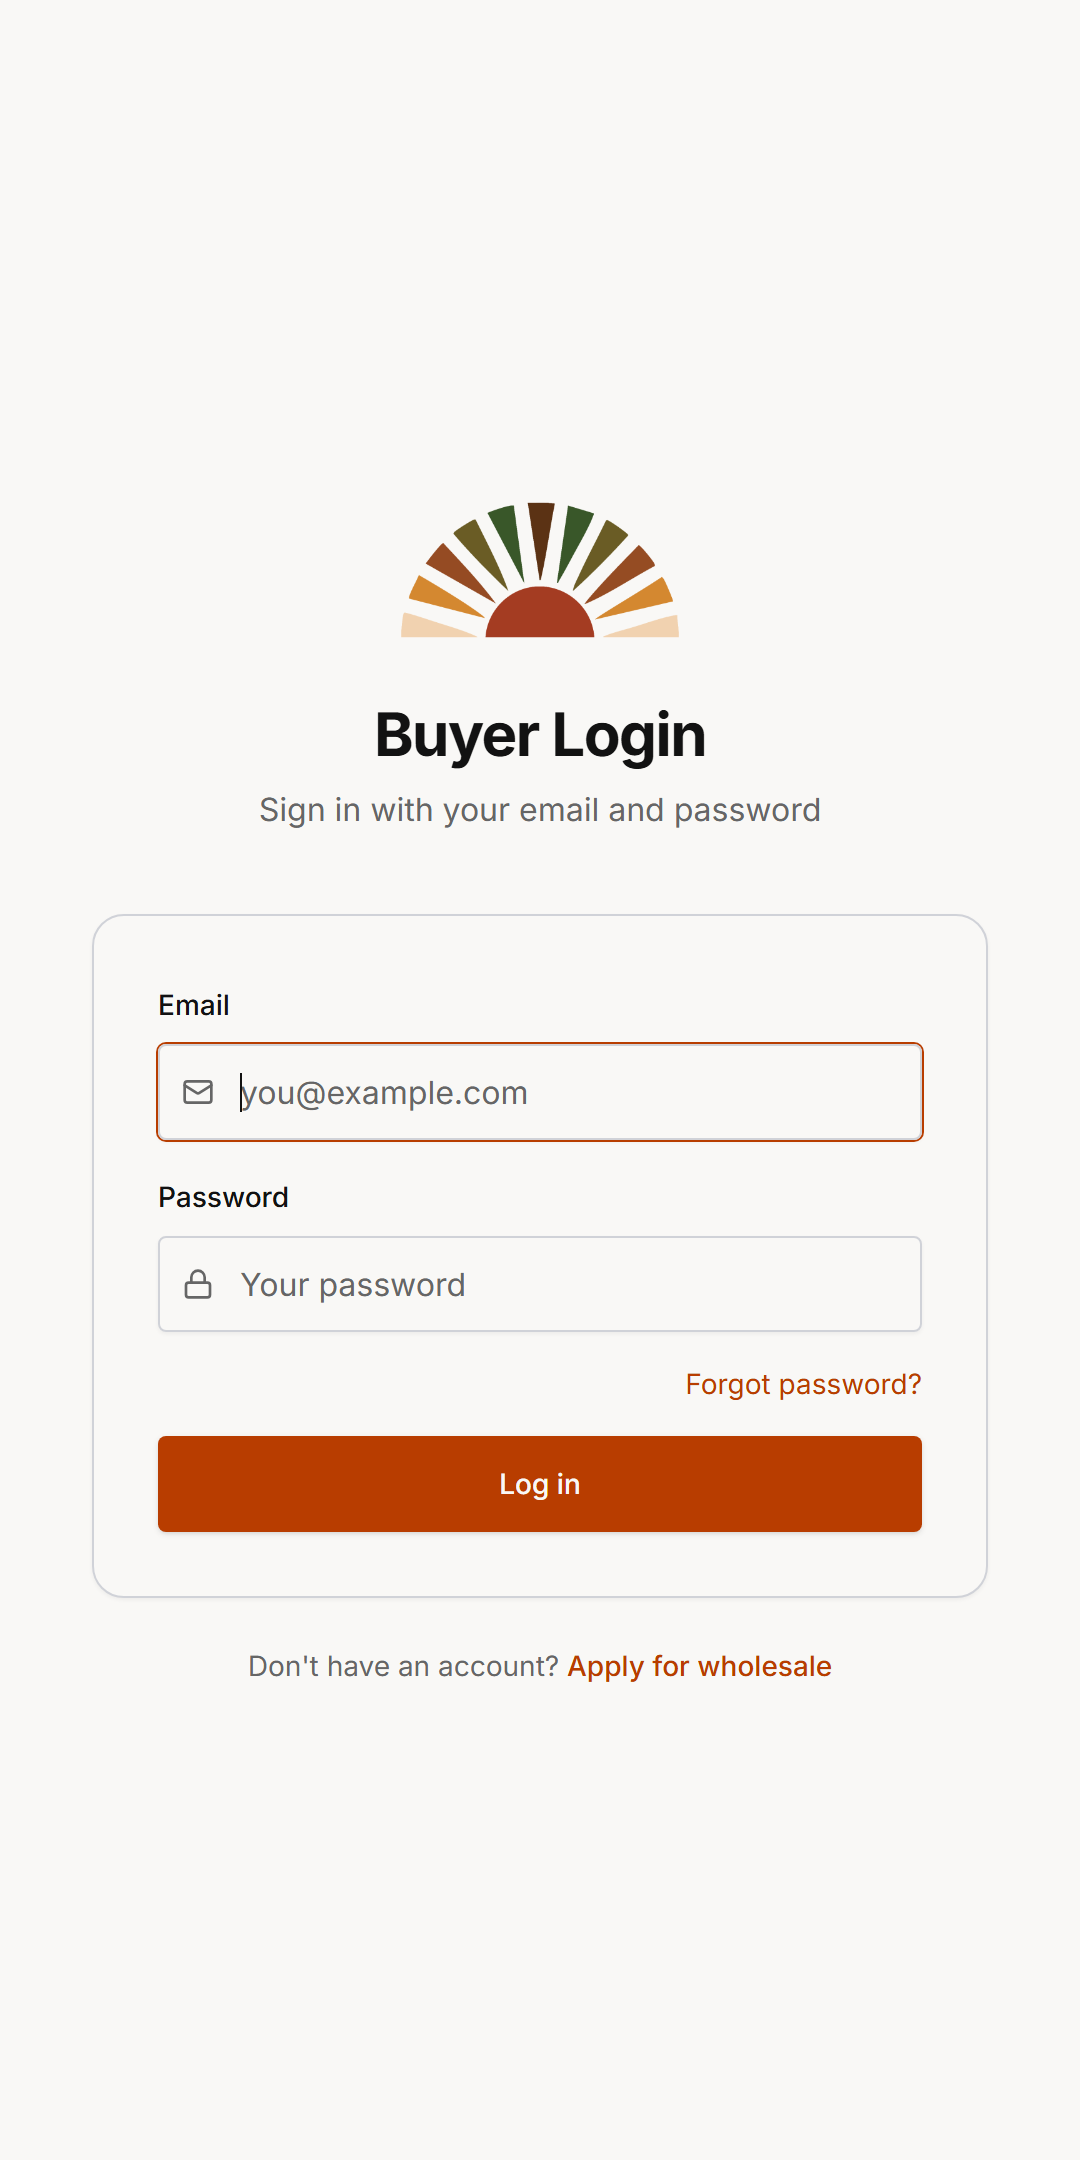 Buyer Login
Sign in with your email and password
Email
you@example.com
Password
Your password
Forgot password?
Log in
Don't have an account? Apply for wholesale